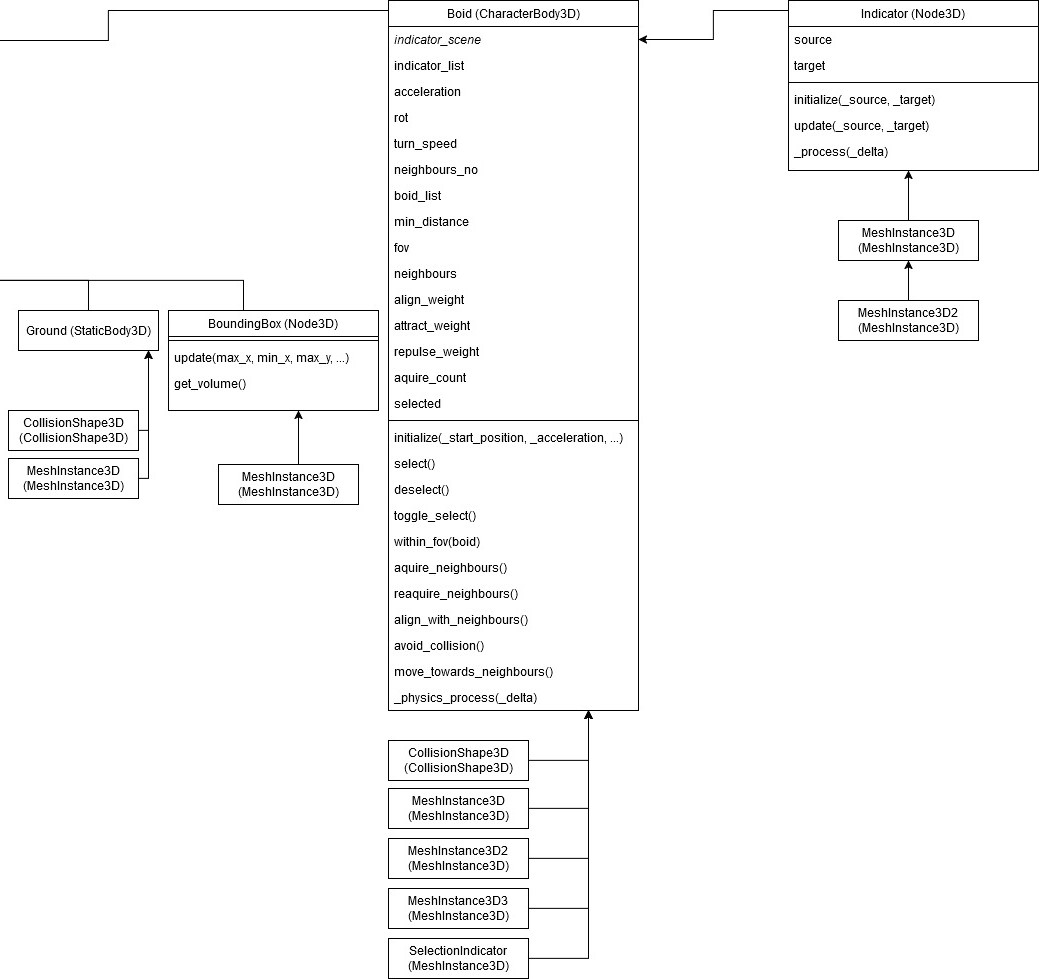 Boid (CharacterBody3D)
indicator_scene
indicator_list
acceleration
rot
turn_speed
neighbours_no
boid_list
min_distance
fov
neighbours
align_weight
attract_weight
repulse_weight
aquire_count
selected
initialize(_start_position, _acceleration, ...)
select()
deselect()
toggle_select()
within_fov(boid)
aquire_neighbours()
reaquire_neighbours()
align_with_neighbours()
avoid_collision()
move_towards_neighbours()
_physics_process(_delta)
Indicator (Node3D)
source
target
initialize(_source, _target)
update(_source, _target)
_process(_delta)
MeshInstance3D
(MeshInstance3D)
MeshInstance3D2
(MeshInstance3D)
Ground (StaticBody3D)
CollisionShape3D
(CollisionShape3D)
MeshInstance3D
(MeshInstance3D)
BoundingBox (Node3D)
update(max_x, min_x, max_y, ...)
get_volume()
MeshInstance3D
(MeshInstance3D)
CollisionShape3D
(CollisionShape3D)
MeshInstance3D
(MeshInstance3D)
MeshInstance3D2
(MeshInstance3D)
MeshInstance3D3
(MeshInstance3D)
SelectionIndicator
(MeshInstance3D)